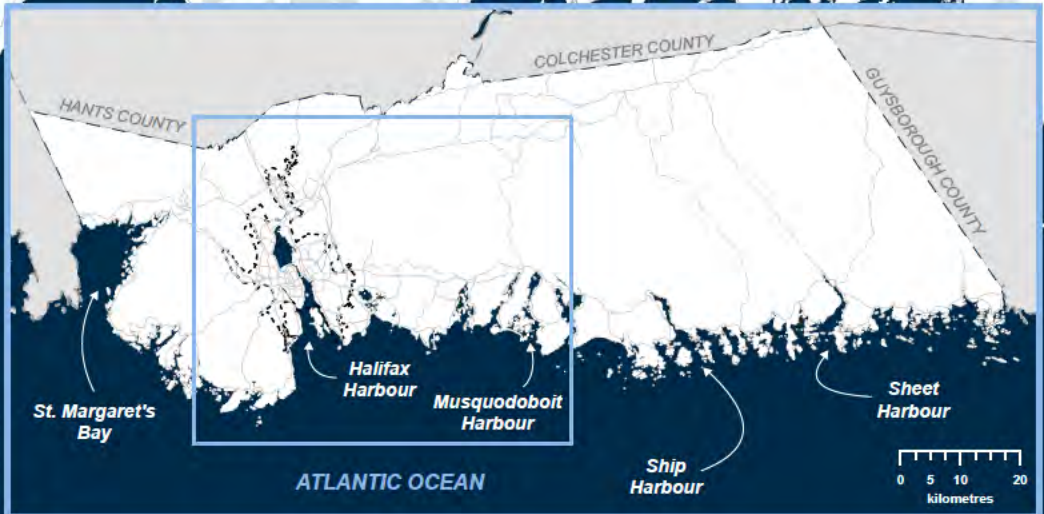 COLCHESTER COUNTY
HANTS COUNTY
GUYSBOROUGH COUNTY
St. Margaret's
Bay
Halifax
Harbour
Musquodoboit
Harbour
Ship
Harbour
Sheet
Harbour
ATLANTIC OCEAN
0 5 10 20
kilometres